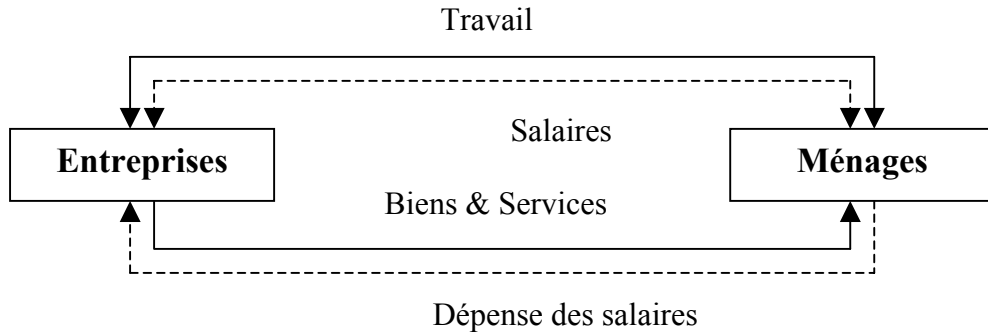 Travail
Salaires
Entreprises
Ménages
Biens & Services
Dépense des salaires